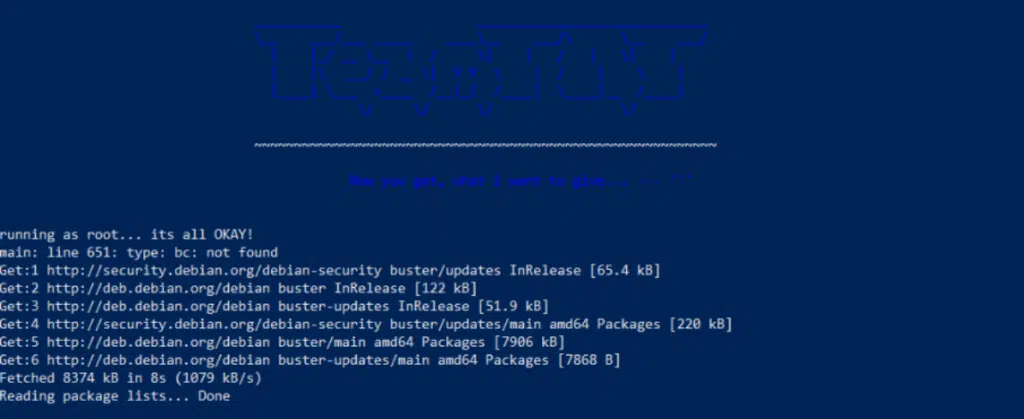 TeamTNT
~~~~~~~~~~~~~~~~~~~~~~~~~~~~~~~~~~~~~~~~~~~~~~~~~~~~~~~~~~~
Now you get, what i want to give... --- '''
running as root... its all OKAY!
main: line 651: type: bc: not found
Get:1 http://security.debian.org/debian-security buster/updates InRelease [65.4 kB]
Get:2 http://deb.debian.org/debian buster InRelease [122 kB]
Get:3 http://deb.debian.org/debian buster-updates InRelease [51.9 kB]
Get:4 http://security.debian.org/debian-security buster/updates/main amd64 Packages [220 kB]
Get:5 http://deb.debian.org/debian buster/main amd64 Packages [7906 kB]
Get:6 http://deb.debian.org/debian buster-updates/main amd64 Packages [7868 B]
Fetched 8374 kB in 8s (1079 kB/s)
Reading package lists... Done